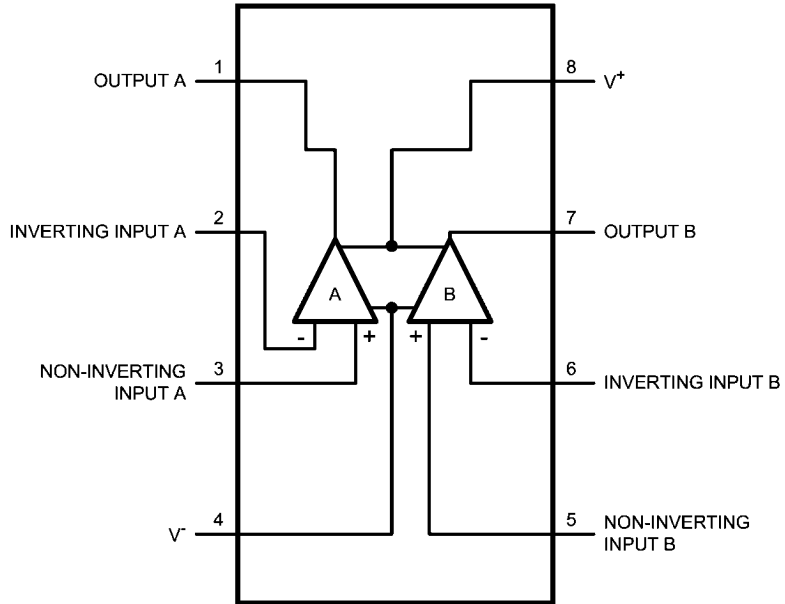 1
OUTPUT A
8
V+
2
INVERTING INPUT A
7
OUTPUT B
A
B
- + + -
3
NON-INVERTING
INPUT A
6
INVERTING INPUT B
4
V-
5
NON-INVERTING
INPUT B